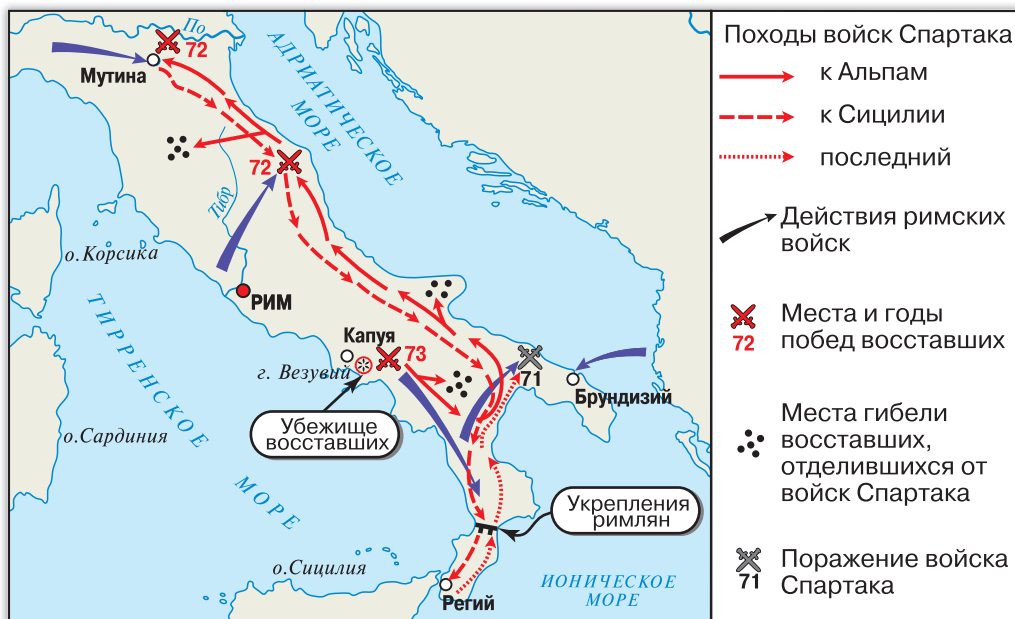 По
72
Мутина
АДРИАТИЧЕСКОЕ
МОРЕ
72
Тибр
о.Корсика
РИМ
ТИРРЕНСКОЕ
МОРЕ
Капуя
73
г. Везувий
71
Брундизий
Убежище
восставших
о.Сардиния
Укрепления
римлян
о.Сицилия
Регий
ИОНИЧЕСКОЕ
МОРЕ
Походы войск Спартака
к Альпам
к Сицилии
последний
Действия римских
войск
Места и годы
побед восставших
72
Места гибели
восставших,
отделившихся от
войск Спартака
Поражение войска
Спартака
71